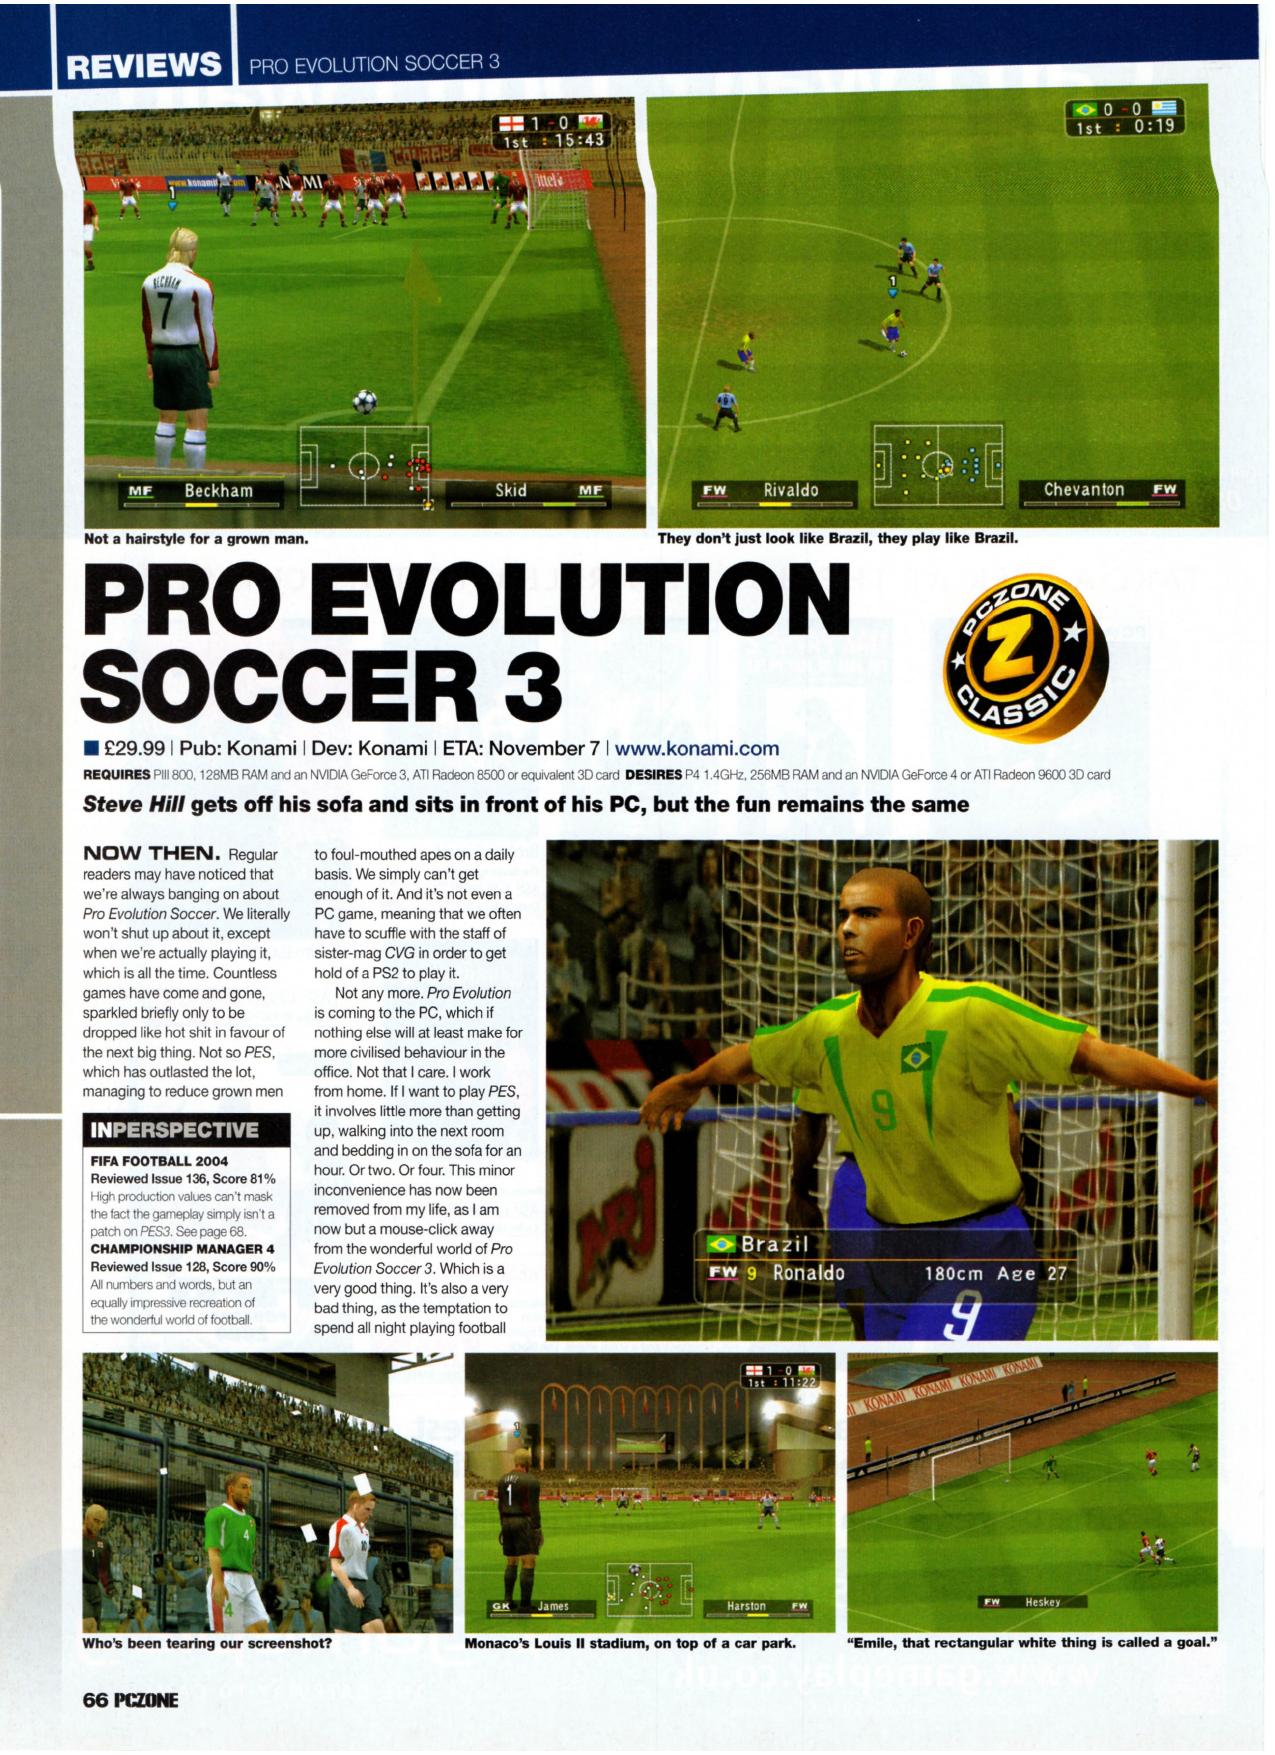 REVIEWS
PRO EVOLUTION SOCCER 3
1 - 0
1st : 15:43
www.konami.com
KONAMI
Vittel
1
BECKHAM
7
MF Beckham
Skid MF
0 - 0
1st : 0:19
1
FW Rivaldo
Chevanton FW
Not a hairstyle for a grown man.
They don't just look like Brazil, they play like Brazil.
PRO EVOLUTION
SOCCER 3
PCZONE
Z
CLASSIC
£29.99 | Pub: Konami | Dev: Konami | ETA: November 7 | www.konami.com
REQUIRES PIII 800, 128MB RAM and an NVIDIA GeForce 3, ATI Radeon 8500 or equivalent 3D card DESIRES P4 1.4GHz, 256MB RAM and an NVIDIA GeForce 4 or ATI Radeon 9600 3D card
Steve Hill gets off his sofa and sits in front of his PC, but the fun remains the same
NOW THEN. Regular
readers may have noticed that
we're always banging on about
Pro Evolution Soccer. We literally
won't shut up about it, except
when we're actually playing it,
which is all the time. Countless
games have come and gone,
sparkled briefly only to be
dropped like hot shit in favour of
the next big thing. Not so PES,
which has outlasted the lot,
managing to reduce grown men
to foul-mouthed apes on a daily
basis. We simply can't get
enough of it. And it's not even a
PC game, meaning that we often
have to scuffle with the staff of
sister-mag CVG in order to get
hold of a PS2 to play it.
Not any more. Pro Evolution
is coming to the PC, which if
nothing else will at least make for
more civilised behaviour in the
office. Not that I care. I work
from home. If I want to play PES,
it involves little more than getting
up, walking into the next room
and bedding in on the sofa for an
hour. Or two. Or four. This minor
inconvenience has now been
removed from my life, as I am
now but a mouse-click away
from the wonderful world of Pro
Evolution Soccer 3. Which is a
very good thing. It's also a very
bad thing, as the temptation to
spend all night playing football
INPERSPECTIVE
FIFA FOOTBALL 2004
Reviewed Issue 136, Score 81%
High production values can't mask
the fact the gameplay simply isn't a
patch on PES3. See page 68.
CHAMPIONSHIP MANAGER 4
Reviewed Issue 128, Score 90%
All numbers and words, but an
equally impressive recreation of
the wonderful world of football.
9
Brazil
FW 9 Ronaldo 180cm Age 27
9
4
4
1 - 0
1st : 11:22
1
1
GK James
Harston FW
KONAMI KONAMI KONAMI KONAMI
FW Heskey
Who's been tearing our screenshot?
Monaco's Louis II stadium, on top of a car park.
"Emile, that rectangular white thing is called a goal."
66 PCZONE